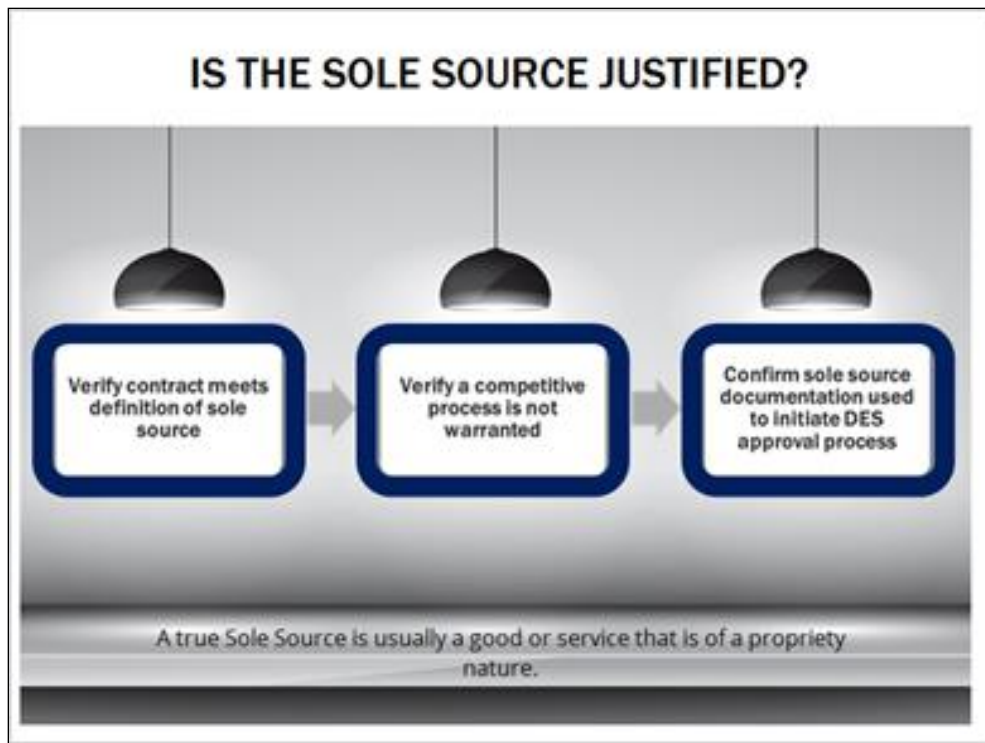 IS THE SOLE SOURCE JUSTIFIED?
Verify contract meets
definition of sole
source
Verify a competitive
process is not
warranted
Confirm sole source
documentation used
to initiate DES
approval process
A true Sole Source is usually a good or service that is of a propriety
nature.